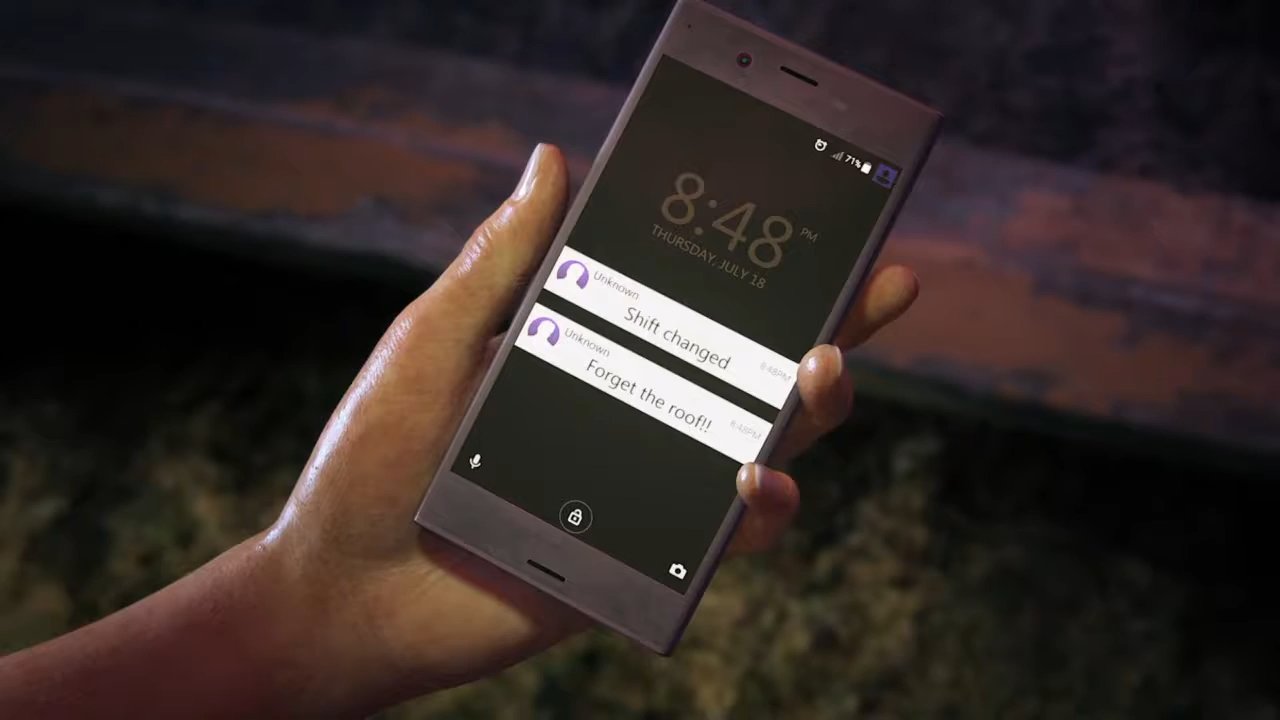 71%
8:48 PM
THURSDAY, JULY 18
Unknown
Shift changed
8:48PM
Unknown
Forget the roof!!
8:48PM